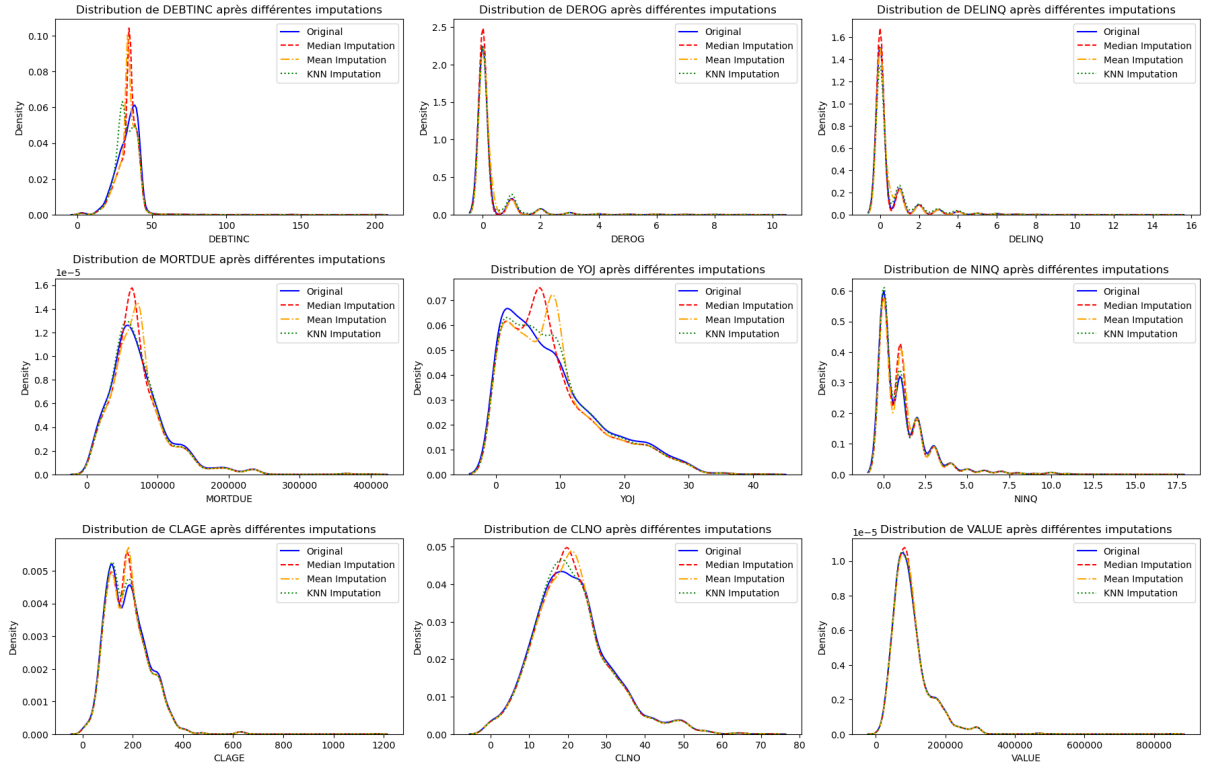 Distribution de DEBTINC après différentes imputations
Density
0.10
0.08
0.06
0.04
0.02
0.00
0
50
100
150
200
DEBTINC
Original
Median Imputation
Mean Imputation
KNN Imputation
Distribution de DEROG après différentes imputations
Density
2.5
2.0
1.5
1.0
0.5
0.0
0
2
4
6
8
10
DEROG
Original
Median Imputation
Mean Imputation
KNN Imputation
Distribution de DELINQ après différentes imputations
Density
1.6
1.4
1.2
1.0
0.8
0.6
0.4
0.2
0.0
0
2
4
6
8
10
12
14
16
DELINQ
Original
Median Imputation
Mean Imputation
KNN Imputation
Distribution de MORTDUE après différentes imputations
1e-5
Density
1.6
1.4
1.2
1.0
0.8
0.6
0.4
0.2
0.0
0
100000
200000
300000
400000
MORTDUE
Original
Median Imputation
Mean Imputation
KNN Imputation
Distribution de YOJ après différentes imputations
Density
0.07
0.06
0.05
0.04
0.03
0.02
0.01
0.00
0
10
20
30
40
YOJ
Original
Median Imputation
Mean Imputation
KNN Imputation
Distribution de NINQ après différentes imputations
Density
0.6
0.5
0.4
0.3
0.2
0.1
0.0
0.0
2.5
5.0
7.5
10.0
12.5
15.0
17.5
NINQ
Original
Median Imputation
Mean Imputation
KNN Imputation
Distribution de CLAGE après différentes imputations
Density
0.005
0.004
0.003
0.002
0.001
0.000
0
200
400
600
800
1000
1200
CLAGE
Original
Median Imputation
Mean Imputation
KNN Imputation
Distribution de CLNO après différentes imputations
Density
0.05
0.04
0.03
0.02
0.01
0.00
0
10
20
30
40
50
60
70
80
CLNO
Original
Median Imputation
Mean Imputation
KNN Imputation
Distribution de VALUE après différentes imputations
1e-5
Density
1.0
0.8
0.6
0.4
0.2
0.0
0
200000
400000
600000
800000
VALUE
Original
Median Imputation
Mean Imputation
KNN Imputation